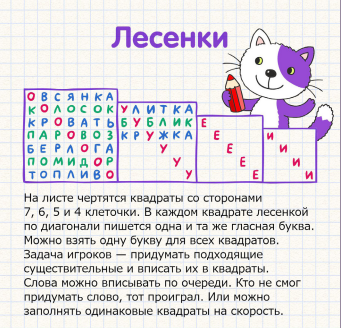 Лесенки
ОВСЯНКА
КОЛОСОК
КРОВАТЬ
ПАРОВОЗ
БЕРЛОГА
ПОМИДОР
ТОПЛИВО
УЛИТКА
БУБЛИК
КРУЖКА
У
У
У
Е
Е
Е
Е
Е
И
И
И
И
На листе чертятся квадраты со сторонами
7, 6, 5 и 4 клеточки. В каждом квадрате лесенкой
по диагонали пишется одна и та же гласная буква.
Можно взять одну букву для всех квадратов.
Задача игроков — придумать подходящие
существительные и вписать их в квадраты.
Слова можно вписывать по очереди. Кто не смог
придумать слово, тот проиграл. Или можно
заполнять одинаковые квадраты на скорость.